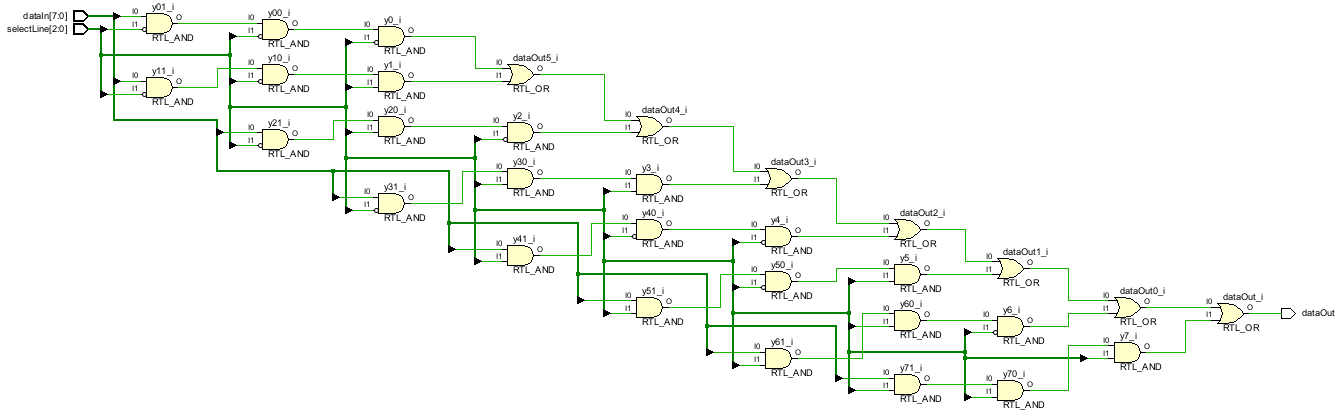 dataIn[7:0]
selectLine[2:0]
y01_i
I0
I1
O
RTL_AND
y00_i
I0
I1
O
RTL_AND
y0_i
I0
I1
O
RTL_AND
y11_i
I0
I1
O
RTL_AND
y10_i
I0
I1
O
RTL_AND
y1_i
I0
I1
O
RTL_AND
dataOut5_i
I0
I1
O
RTL_OR
y21_i
I0
I1
O
RTL_AND
y20_i
I0
I1
O
RTL_AND
y2_i
I0
I1
O
RTL_AND
dataOut4_i
I0
I1
O
RTL_OR
y31_i
I0
I1
O
RTL_AND
y30_i
I0
I1
O
RTL_AND
y3_i
I0
I1
O
RTL_AND
dataOut3_i
I0
I1
O
RTL_OR
y41_i
I0
I1
O
RTL_AND
y40_i
I0
I1
O
RTL_AND
y4_i
I0
I1
O
RTL_AND
dataOut2_i
I0
I1
O
RTL_OR
y51_i
I0
I1
O
RTL_AND
y50_i
I0
I1
O
RTL_AND
y5_i
I0
I1
O
RTL_AND
dataOut1_i
I0
I1
O
RTL_OR
y61_i
I0
I1
O
RTL_AND
y60_i
I0
I1
O
RTL_AND
y6_i
I0
I1
O
RTL_AND
dataOut0_i
I0
I1
O
RTL_OR
y71_i
I0
I1
O
RTL_AND
y70_i
I0
I1
O
RTL_AND
y7_i
I0
I1
O
RTL_AND
dataOut_i
I0
I1
O
RTL_OR
dataOut